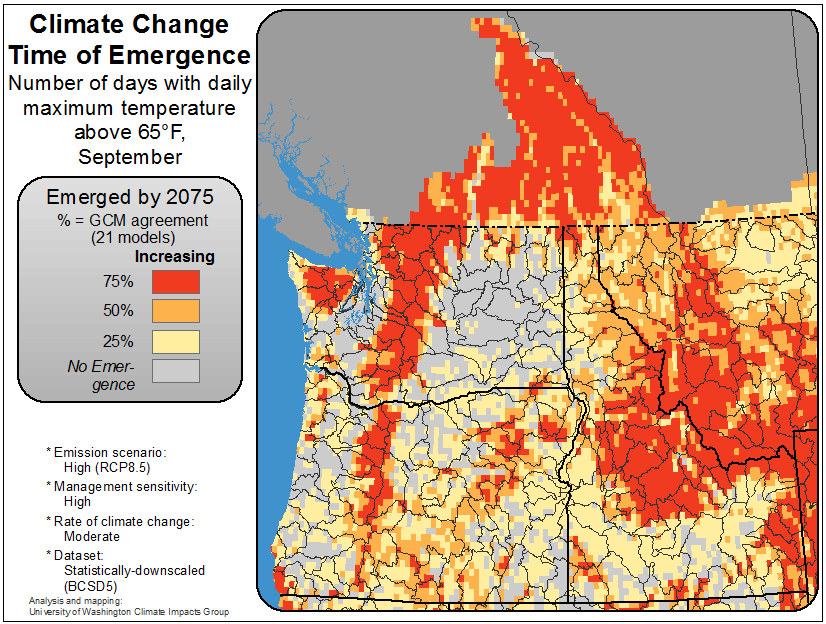 Climate Change
Time of Emergence
Number of days with daily
maximum temperature
above 65°F,
September
Emerged by 2075
% = GCM agreement
(21 models)
Increasing
75%
50%
25%
No Emer-
gence
* Emission scenario:
High (RCP8.5)
* Management sensitivity:
High
* Rate of climate change:
Moderate
* Dataset:
Statistically-downscaled
(BCSD5)
Analysis and mapping:
University of Washington Climate Impacts Group